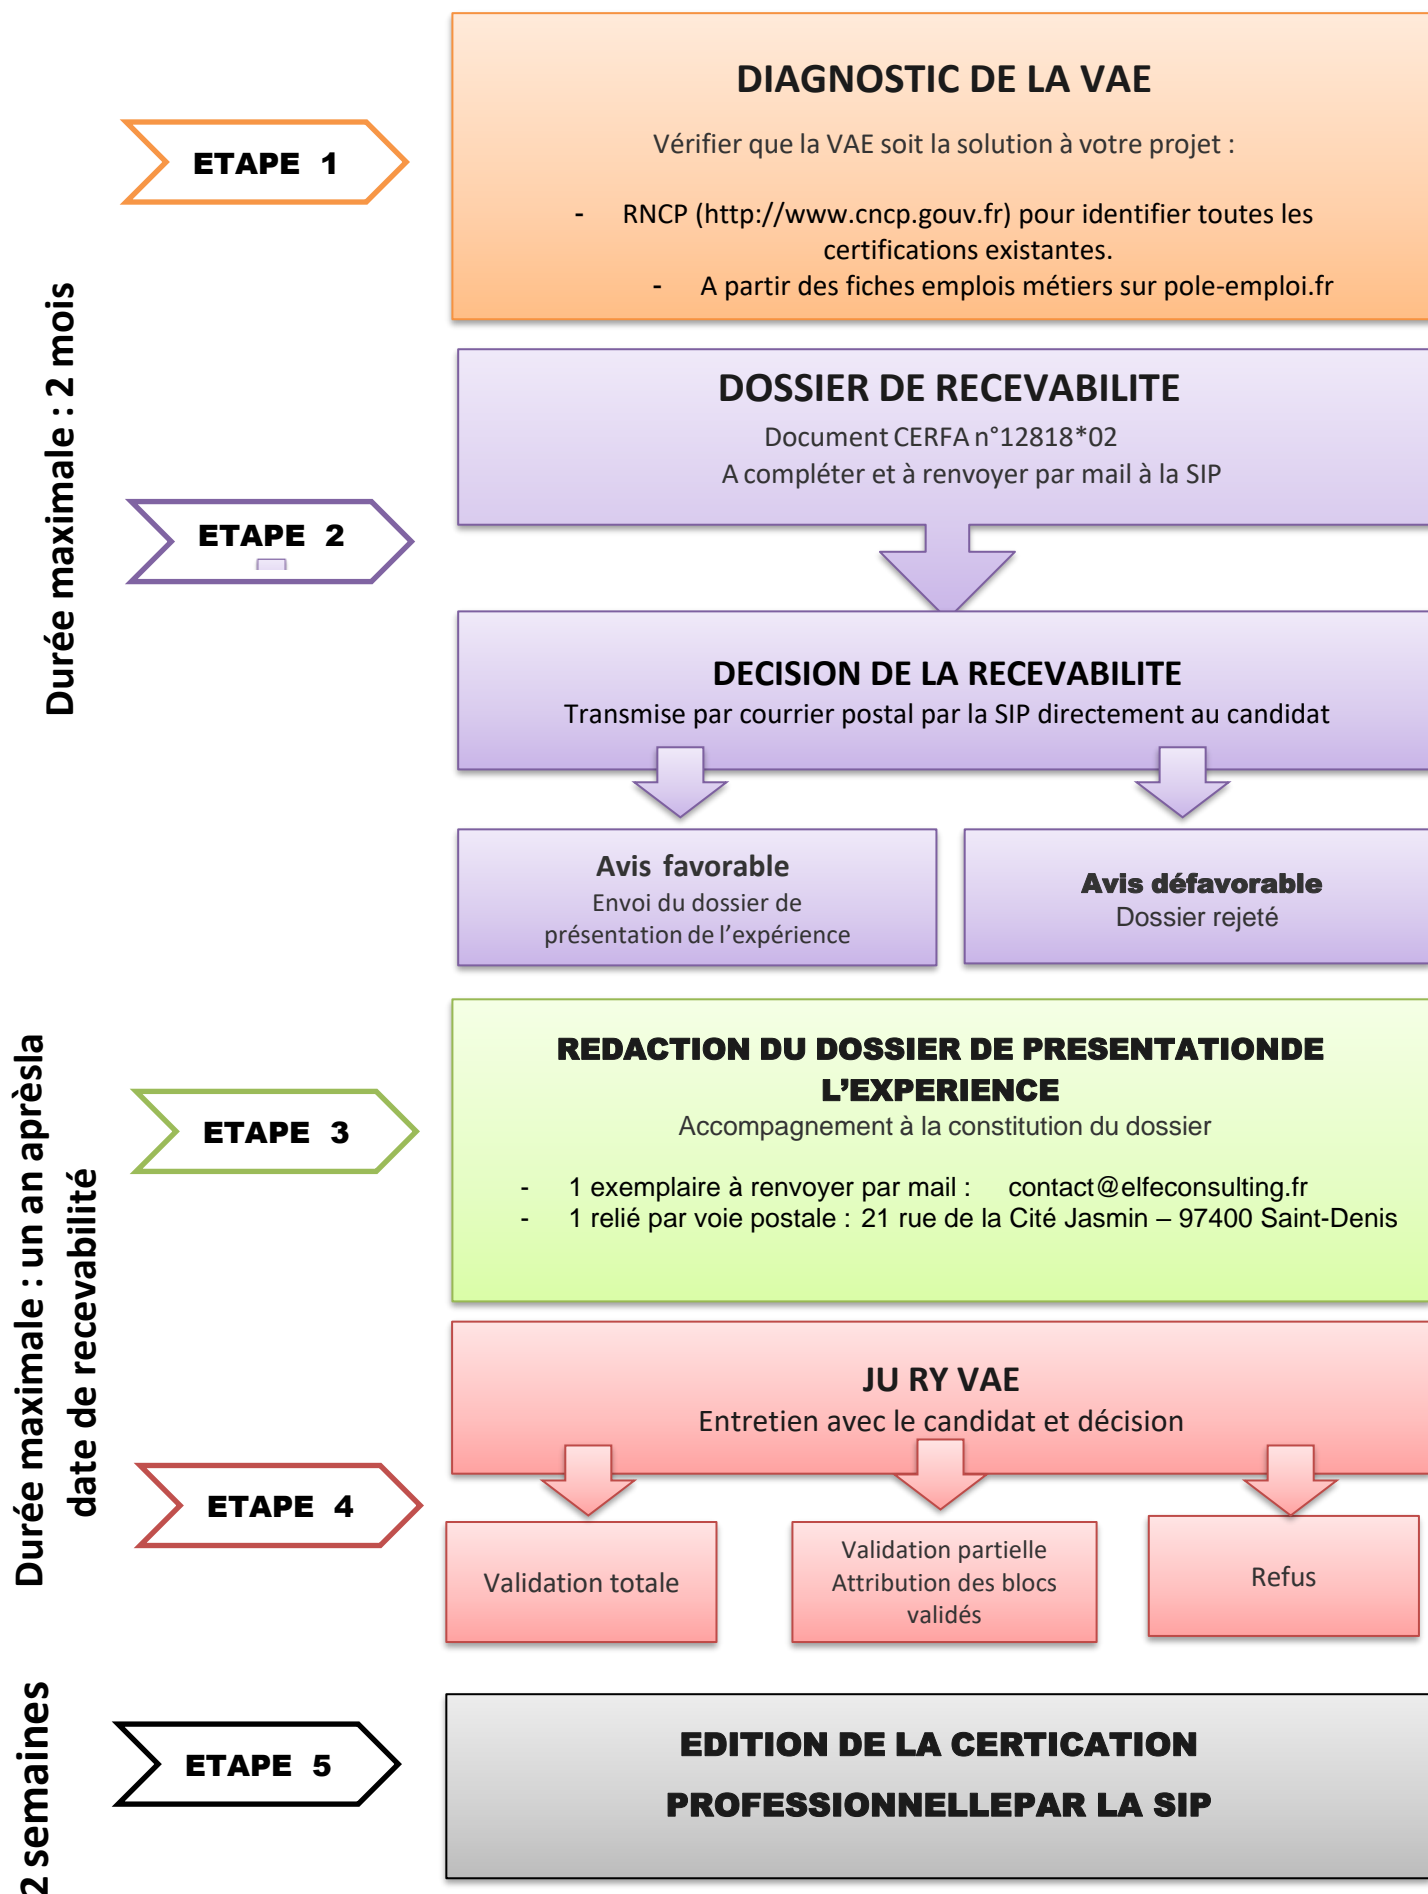 DIAGNOSTIC DE LA VAE
Vérifier que la VAE soit la solution à votre projet :
ETAPE 1
- RNCP (http://www.cncp.gouv.fr) pour identifier toutes les
certifications existantes.
- A partir des fiches emplois métiers sur pole-emploi.fr
Durée maximale : 2 mois
DOSSIER DE RECEVABILITE
Document CERFA n°12818*02
A compléter et à renvoyer par mail à la SIP
ETAPE 2
DECISION DE LA RECEVABILITE
Transmise par courrier postal par la SIP directement au candidat
Avis favorable
Envoi du dossier de
présentation de l’expérience
Avis défavorable
Dossier rejeté
Durée maximale : un an aprèsla
date de recevabilité
REDACTION DU DOSSIER DE PRESENTATIONDE
L’EXPERIENCE
ETAPE 3
Accompagnement à la constitution du dossier
- 1 exemplaire à renvoyer par mail : contact@elfeconsulting.fr
- 1 relié par voie postale : 21 rue de la Cité Jasmin – 97400 Saint-Denis
JU RY VAE
Entretien avec le candidat et décision
ETAPE 4
Validation totale
Validation partielle
Attribution des blocs
validés
Refus
2 semaines
ETAPE 5
EDITION DE LA CERTICATION
PROFESSIONNELLEPAR LA SIP